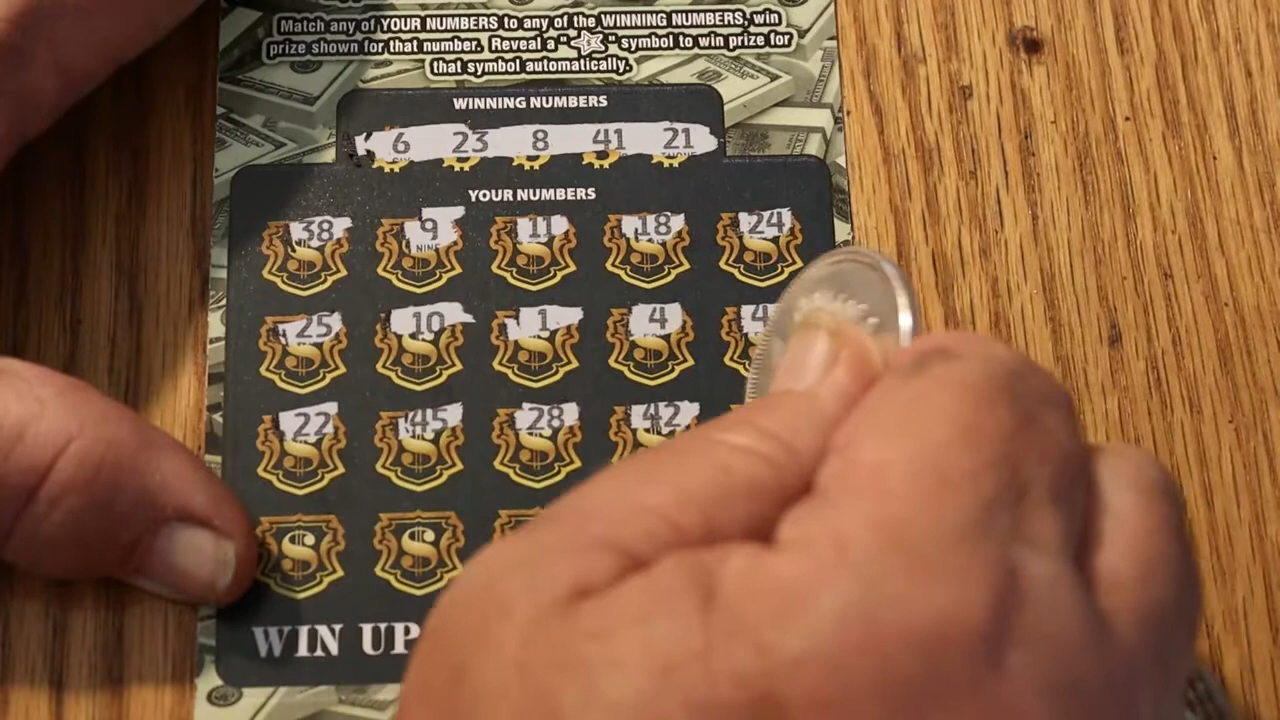 Match any of YOUR NUMBERS to any of the WINNING NUMBERS, win
prize shown for that number. Reveal a " " symbol to win prize for
that symbol automatically.
WINNING NUMBERS
6 23 8 41 21
YOUR NUMBERS
38 9 11 18 24
NINE
25 10 1 4
22 45 28 42
WIN UP